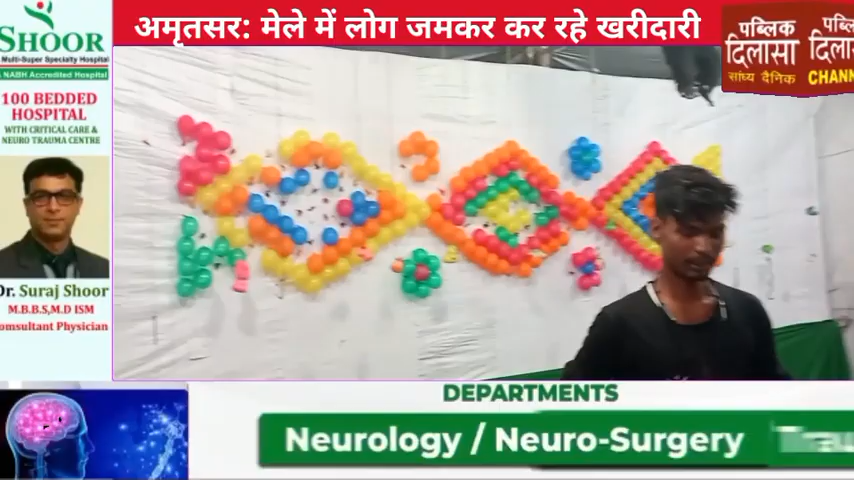 SHOOR
Multi-Super Specialty Hospital
NABH Accredited Hospital
100 BEDDED
HOSPITAL
WITH CRITICAL CARE &
NEURO TRAUMA CENTRE
Dr. Suraj Shoor
M.B.B.S,M.D ISM
omsultant Physician
अमृतसर: मेले में लोग जमकर कर रहे खरीदारी
पब्लिक
दिलासा
सांध्य दैनिक
पब्लि
दिला
CHANN
DEPARTMENTS
Neurology / Neuro-Surgery